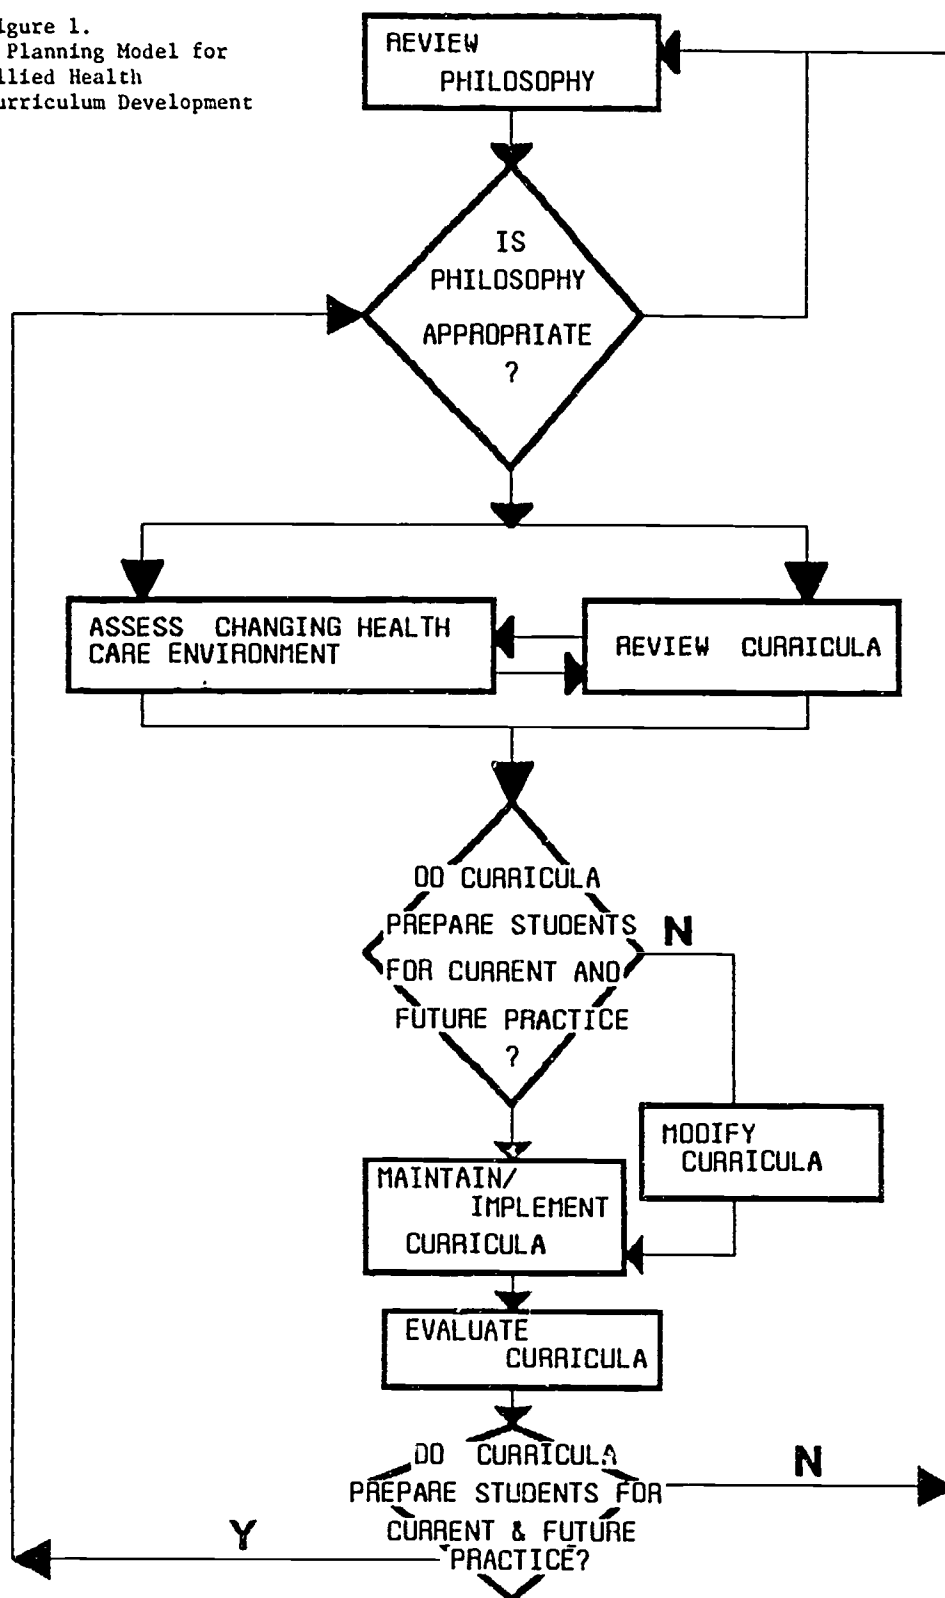 igure 1.
Planning Model for
llied Health
urriculum Development
REVIEW
PHILOSOPHY
IS
PHILOSOPHY
APPROPRIATE
?
ASSESS CHANGING HEALTH
CARE ENVIRONMENT
REVIEW CURRICULA
DO CURRICULA
PREPARE STUDENTS
FOR CURRENT AND
FUTURE PRACTICE
?
N
MODIFY
CURRICULA
MAINTAIN/
IMPLEMENT
CURRICULA
EVALUATE
CURRICULA
DO CURRICULA
PREPARE STUDENTS FOR
CURRENT & FUTURE
PRACTICE?
N
Y